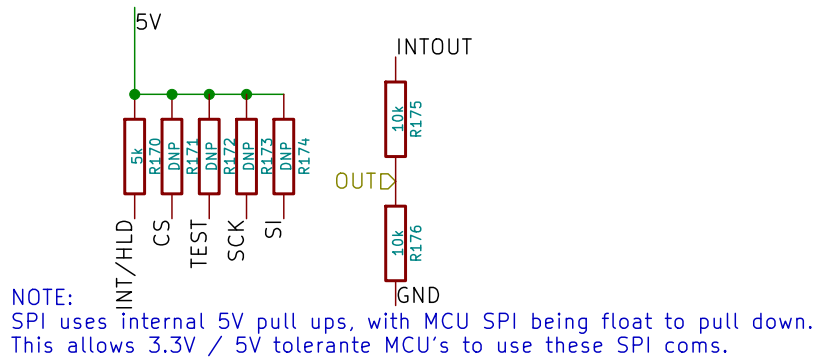 5V
INTOUT
5k
R170
DNP
R171
DNP
R172
DNP
R173
DNP
R174
10k
R175
OUT
10k
R176
INT/HLD
CS
TEST
SCK
SI
GND
NOTE:
SPI uses internal 5V pull ups, with MCU SPI being float to pull down.
This allows 3.3V / 5V tolerante MCU's to use these SPI coms.